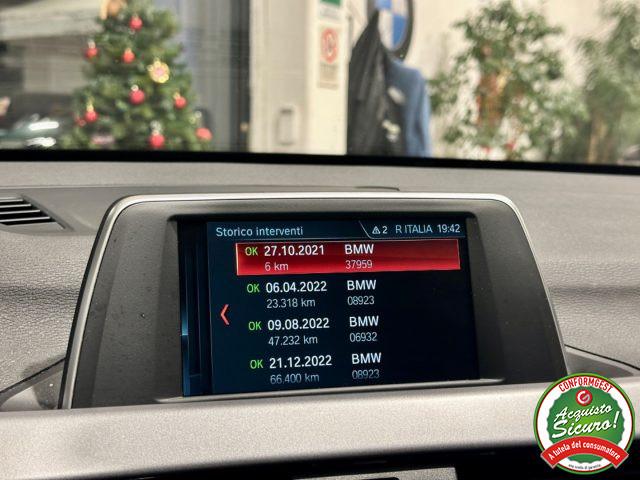 Storico interventi 2 R ITALIA 19:42
OK 27.10.2021 BMW
6 km 37959
OK 06.04.2022 BMW
23.318 km 08923
OK 09.08.2022 BMW
47.232 km 06932
OK 21.12.2022 BMW
66.400 km 08923
CONFORMGEST
Acquisto
Sicuro!
A tutela del consumatore